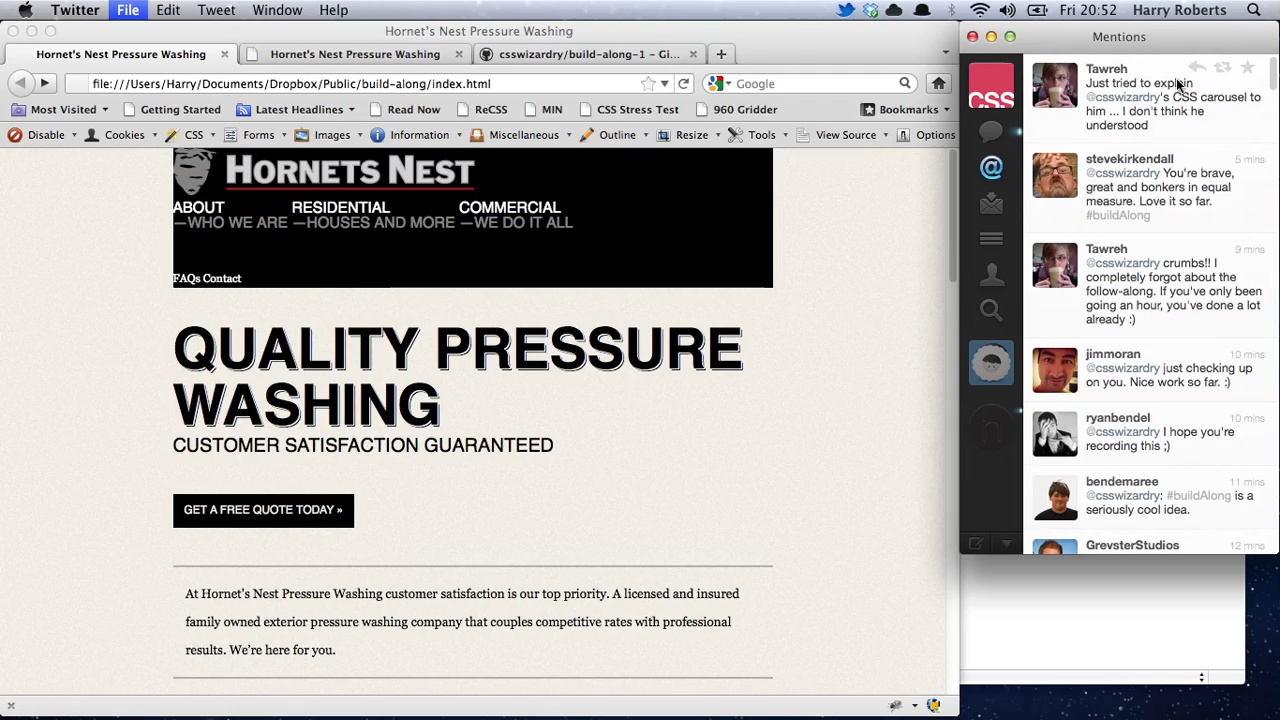 Twitter File Edit Tweet Window Help Fri 20:52 Harry Roberts
Hornet's Nest Pressure Washing
Hornet's Nest Pressure Washing
Hornet's Nest Pressure Washing
csswizardry/build-along-1 - Gi...
file:///Users/Harry/Documents/Dropbox/Public/build-along/index.html
Google
Most Visited Getting Started Latest Headlines Read Now MIN CSS Stress Test 960 Gridder Bookmarks
Disable Cookies CSS Forms Images Information Miscellaneous Outline Resize Tools View Source Options
HORNETS NEST
ABOUT RESIDENTIAL COMMERCIAL
—WHO WE ARE —HOUSES AND MORE —WE DO IT ALL
FAQs Contact
QUALITY PRESSURE
WASHING
CUSTOMER SATISFACTION GUARANTEED
GET A FREE QUOTE TODAY »
At Hornet’s Nest Pressure Washing customer satisfaction is our top priority. A licensed and insured
family owned exterior pressure washing company that couples competitive rates with professional
results. We’re here for you.
Mentions
CSS
Tawreh
Just tried to explain
@csswizardry's CSS carousel to
him ... I don't think he
understood
stevekirkendall 5 mins
@csswizardry You're brave,
great and bonkers in equal
measure. Love it so far.
#buildAlong
Tawreh 9 mins
@csswizardry crumbs!! I
completely forgot about the
follow-along. If you've only been
going an hour, you've done a lot
already :)
jimmoran 10 mins
@csswizardry just checking up
on you. Nice work so far. :)
ryanbendel 10 mins
@csswizardry I hope you're
recording this ;)
bendemaree 11 mins
@csswizardry: #buildAlong is a
seriously cool idea.
GrevsterStudios 12 mins